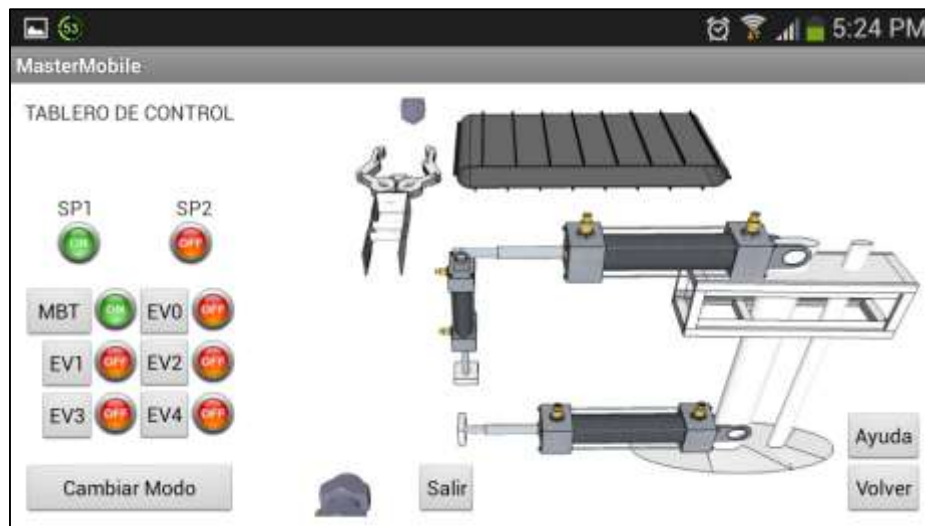 53
5:24 PM
MasterMobile
TABLERO DE CONTROL
SP1 SP2
ON OFF
MBT ON EV0 OFF
EV1 OFF EV2 OFF
EV3 OFF EV4 OFF
Cambiar Modo
Salir
Ayuda
Volver